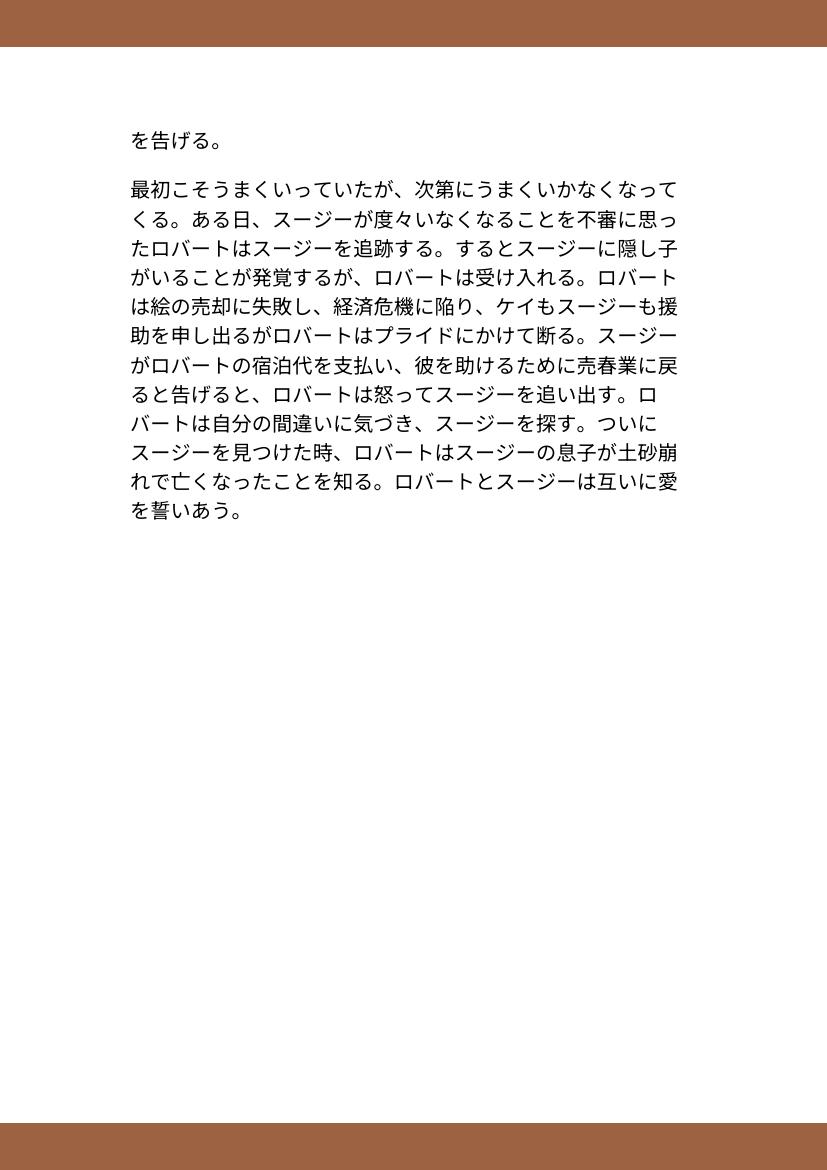 を告げる。
最初こそうまくいっていたが、次第にうまくいかなくなって
くる。ある日、スージーが度々いなくなることを不審に思っ
たロバートはスージーを追跡する。するとスージーに隠し子
がいることが発覚するが、ロバートは受け入れる。ロバート
は絵の売却に失敗し、経済危機に陥り、ケイもスージーも援
助を申し出るがロバートはプライドにかけて断る。スージー
がロバートの宿泊代を支払い、彼を助けるために売春業に戻
ると告げると、ロバートは怒ってスージーを追い出す。ロ
バートは自分の間違いに気づき、スージーを探す。ついに
スージーを見つけた時、ロバートはスージーの息子が土砂崩
れで亡くなったことを知る。ロバートとスージーは互いに愛
を誓いあう。